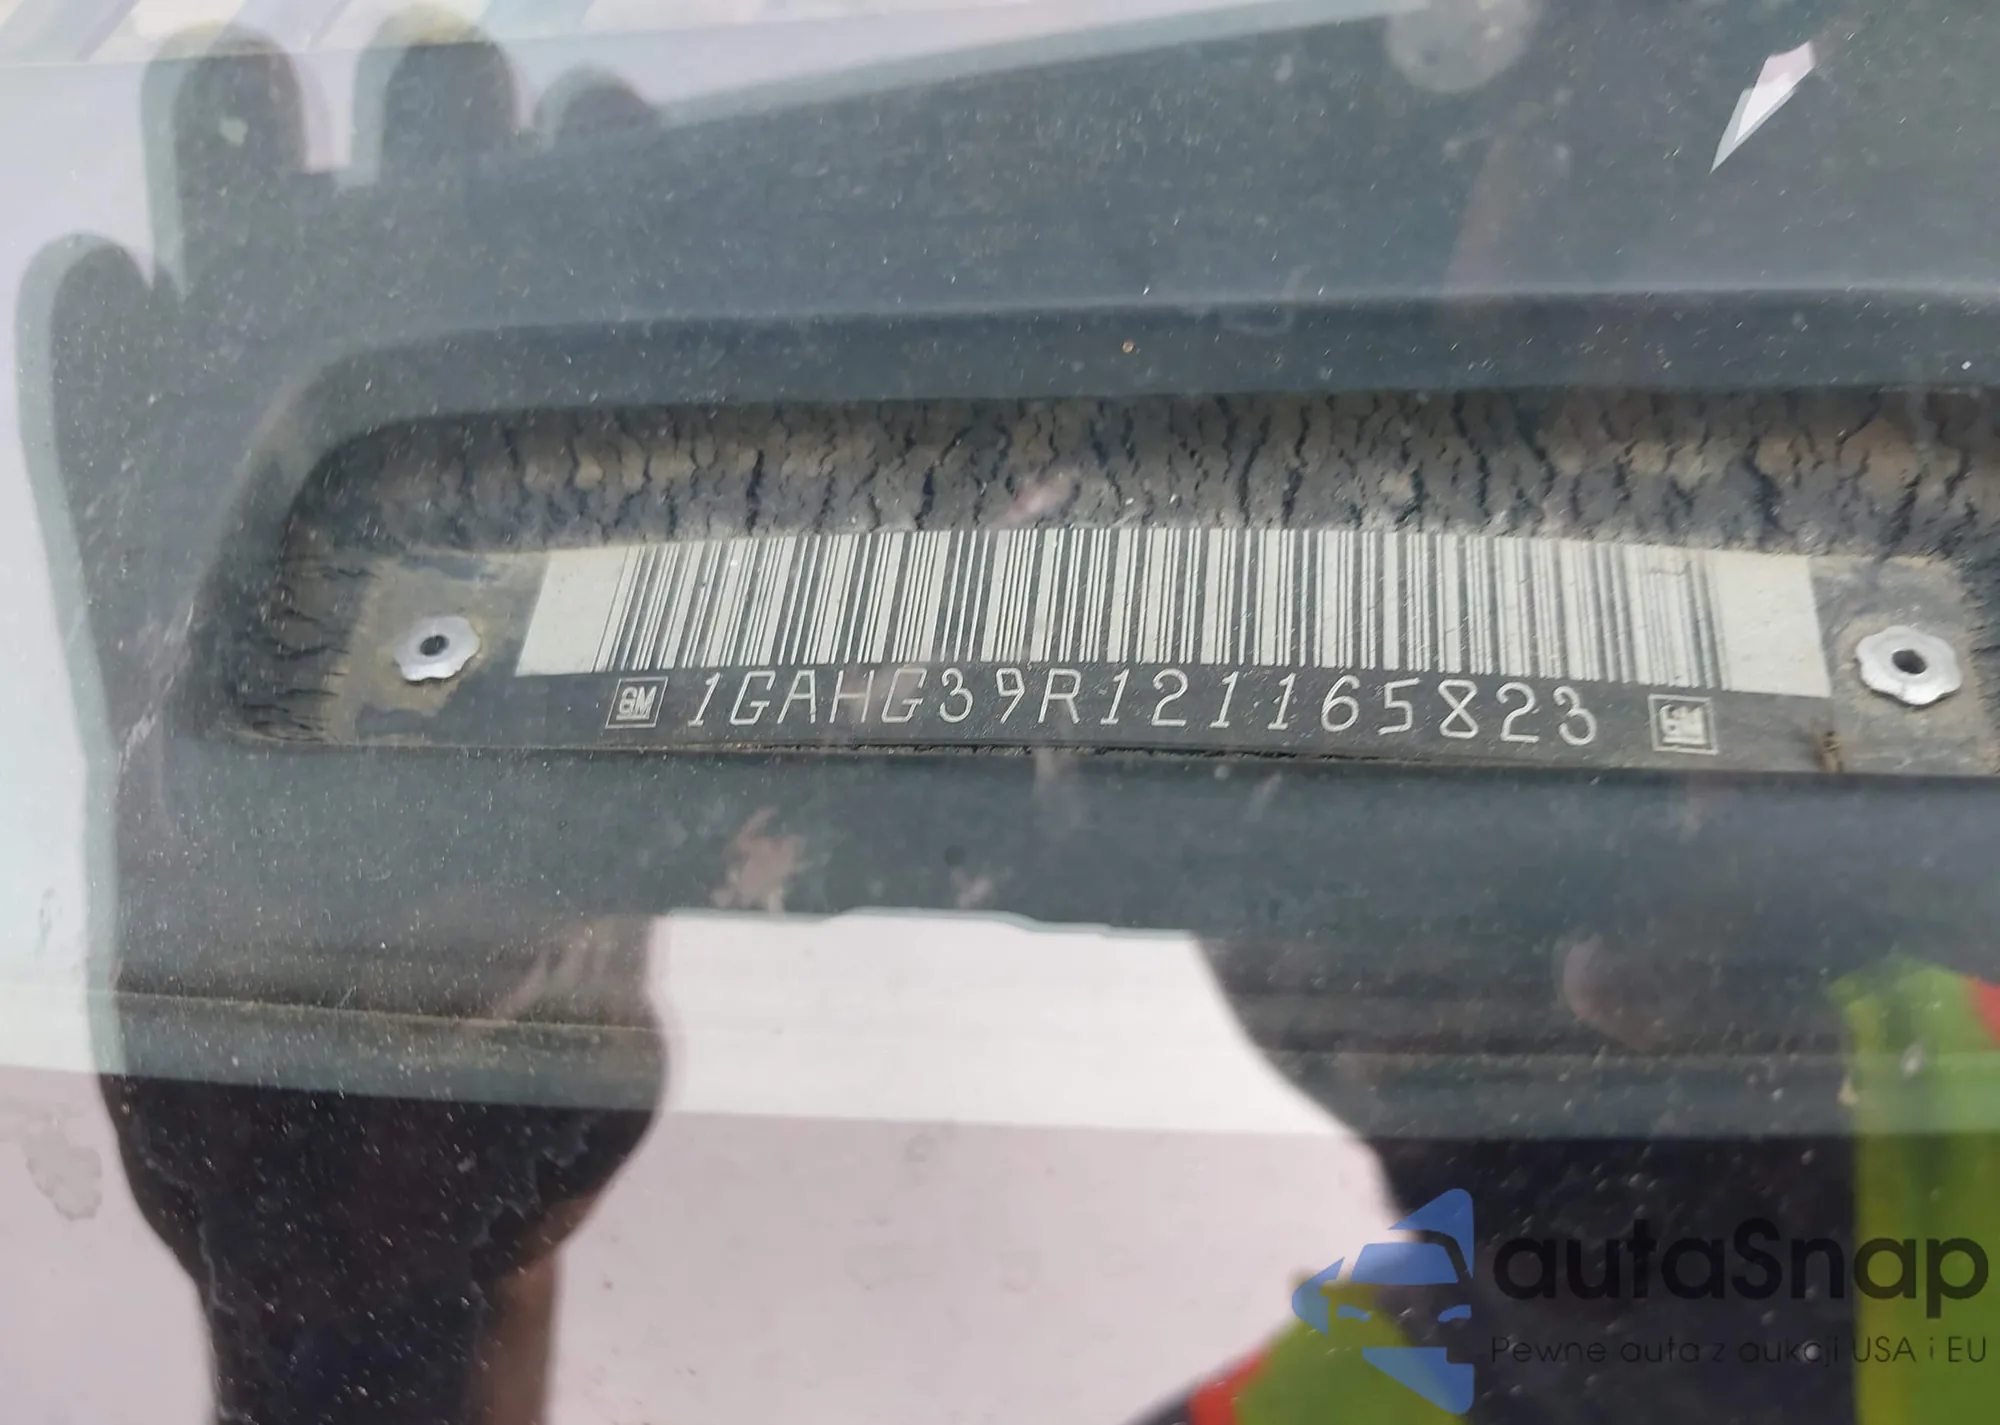 GM 1GAHG39R121165823 GM
autaSnap
Pewne auta z aukcji USA i EU